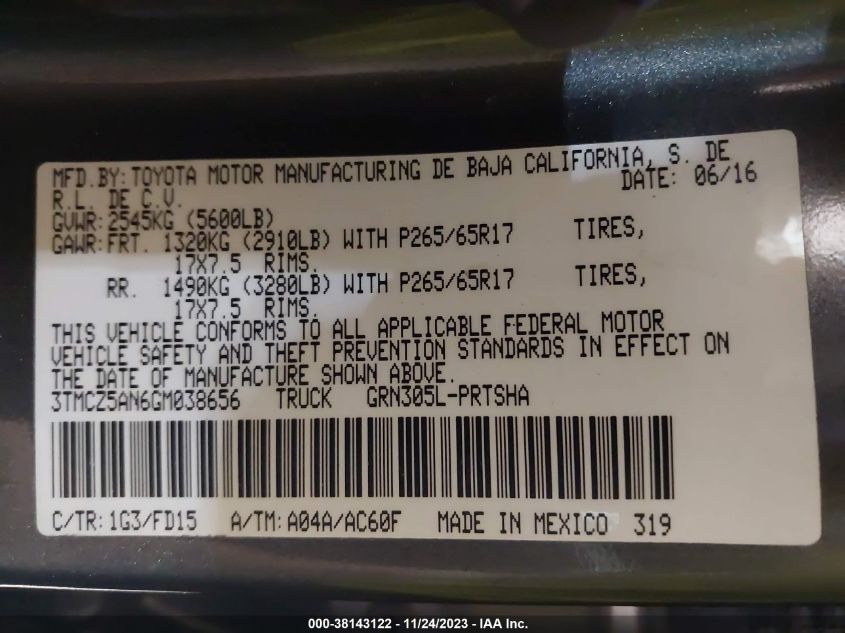 MFD.BY: TOYOTA MOTOR MANUFACTURING DE BAJA CALIFORNIA, S. DE
R.L. DE C.V. DATE: 06/16
GVWR: 2545KG (5600LB)
GAWR: FRT. 1320KG (2910LB) WITH P265/65R17 TIRES,
17X7.5 RIMS.
RR. 1490KG (3280LB) WITH P265/65R17 TIRES,
17X7.5 RIMS.
THIS VEHICLE CONFORMS TO ALL APPLICABLE FEDERAL MOTOR
VEHICLE SAFETY AND THEFT PREVENTION STANDARDS IN EFFECT ON
THE DATE OF MANUFACTURE SHOWN ABOVE.
3TMCZ5AN6GM038656 TRUCK GRN305L-PRTSHA
C/TR: 1G3/FD15 A/TM: A04A/AC60F MADE IN MEXICO 319
000-38143122 - 11/24/2023 - IAA Inc.